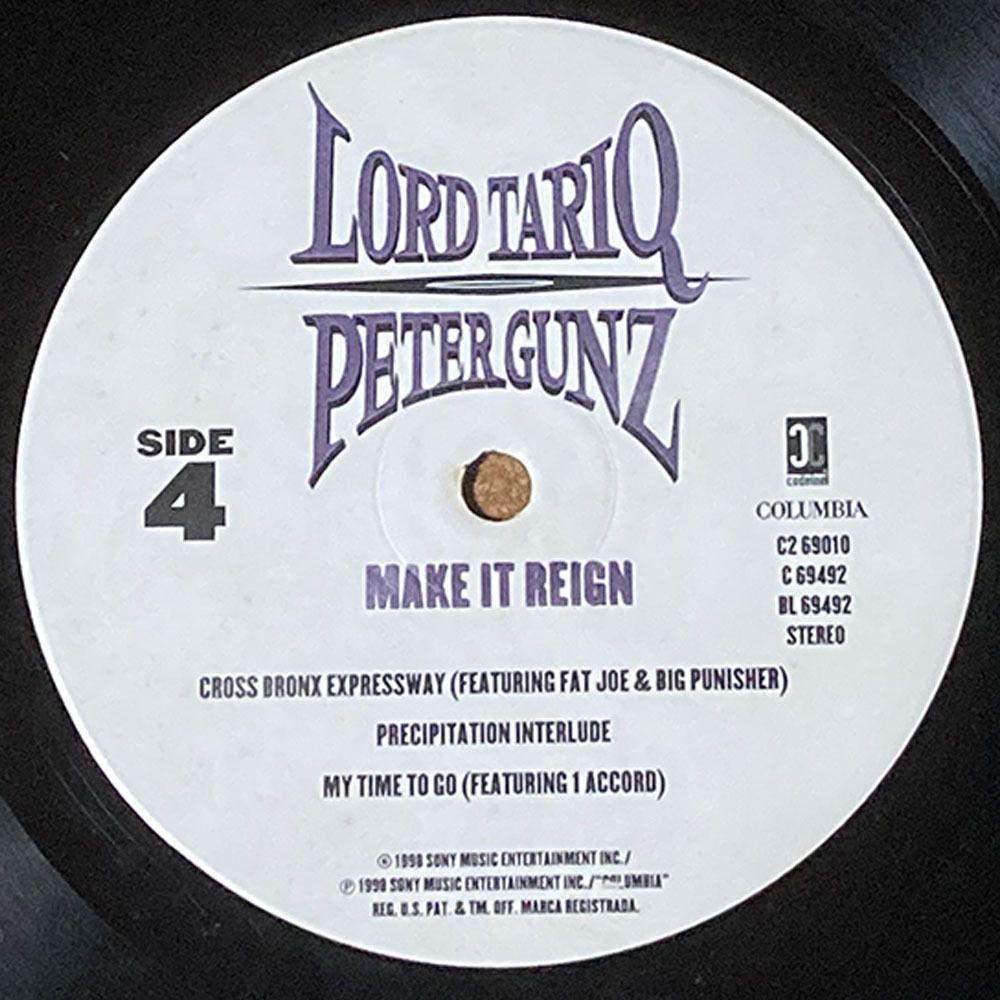 LORD TARIQ
PETER GUNZ
SIDE
4
codeine
COLUMBIA
C2 69010
C 69492
BL 69492
STEREO
MAKE IT REIGN
CROSS BRONX EXPRESSWAY (FEATURING FAT JOE & BIG PUNISHER)
PRECIPITATION INTERLUDE
MY TIME TO GO (FEATURING 1 ACCORD)
© 1998 SONY MUSIC ENTERTAINMENT INC./
℗ 1998 SONY MUSIC ENTERTAINMENT INC./"COLUMBIA"
REG. U.S. PAT. & TM. OFF. MARCA REGISTRADA.